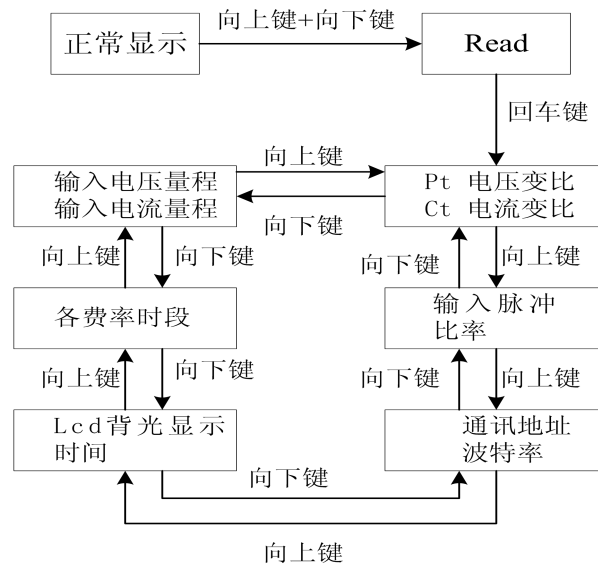 向上键+向下键
正常显示
Read
回车键
输入电压量程
输入电流量程
向上键
向下键
Pt 电压变比
Ct 电流变比
向上键
向下键
向下键
向上键
各费率时段
输入脉冲
比率
向上键
向下键
向下键
向上键
Lcd背光显示
时间
通讯地址
波特率
向下键
向上键